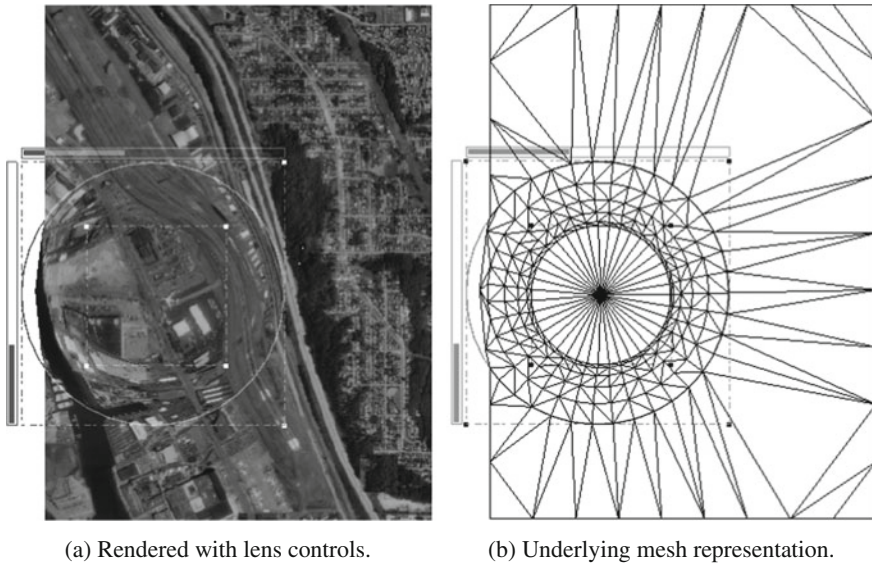 (a) Rendered with lens controls.
(b) Underlying mesh representation.